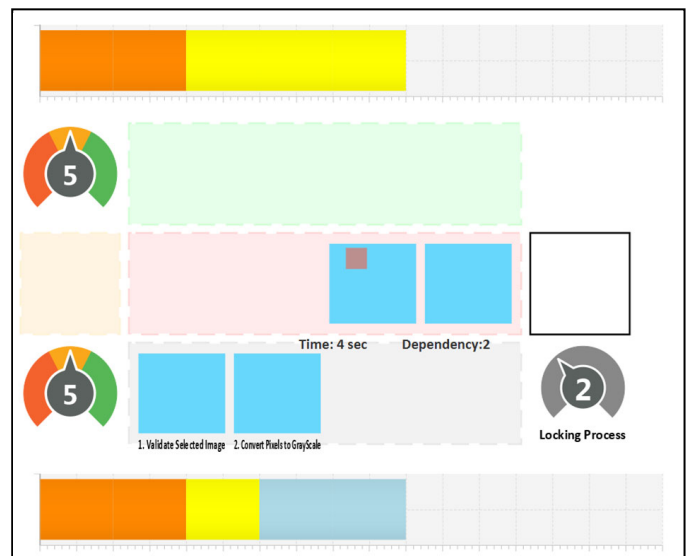 5
Time: 4 sec Dependency:2
5
2
1. Validate Selected Image 2. Convert Pixels to GrayScale
Locking Process